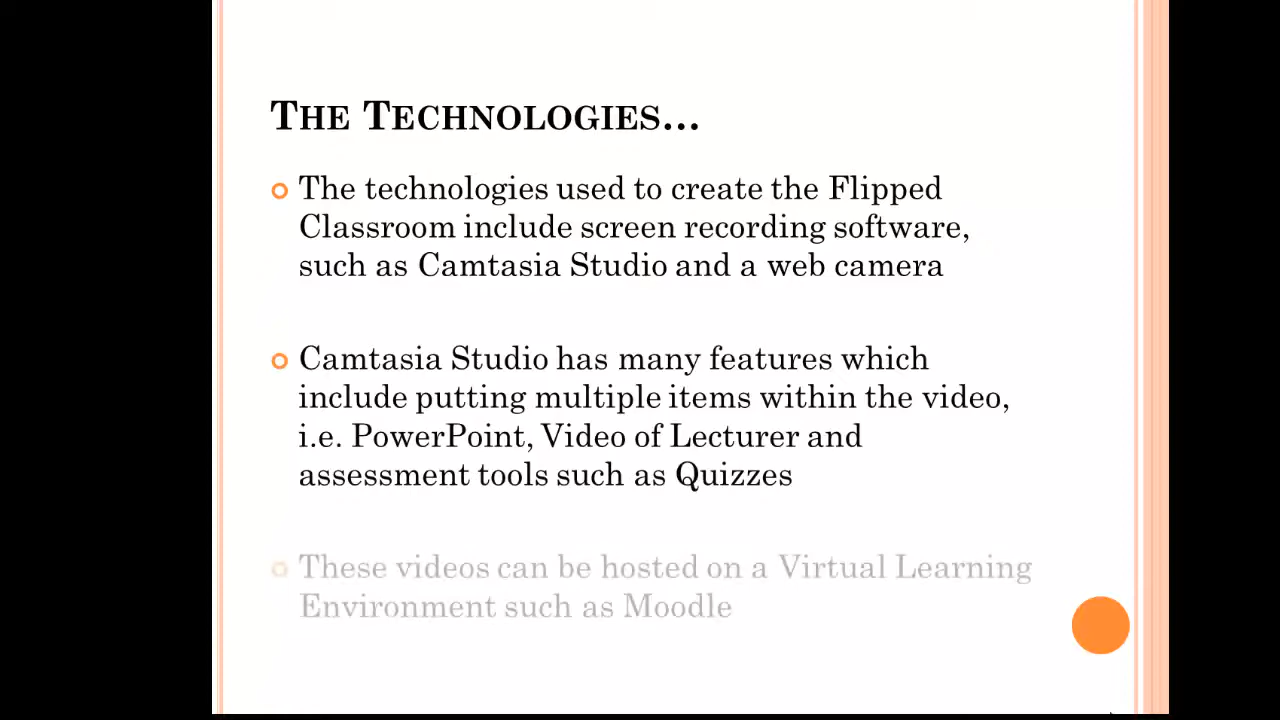 The Technologies...
The technologies used to create the Flipped
Classroom include screen recording software,
such as Camtasia Studio and a web camera
Camtasia Studio has many features which
include putting multiple items within the video,
i.e. PowerPoint, Video of Lecturer and
assessment tools such as Quizzes
These videos can be hosted on a Virtual Learning
Environment such as Moodle